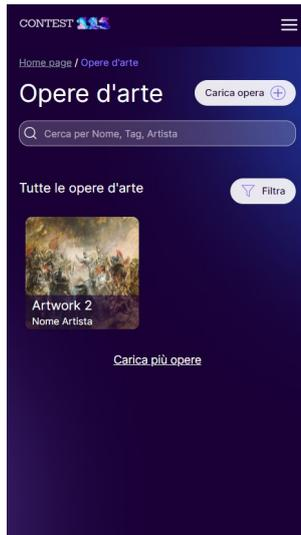 CONTEST
Home page / Opere d'arte
Opere d'arte
Carica opera
Cerca per Nome, Tag, Artista
Tutte le opere d'arte
Filtra
Artwork 2
Nome Artista
Carica più opere